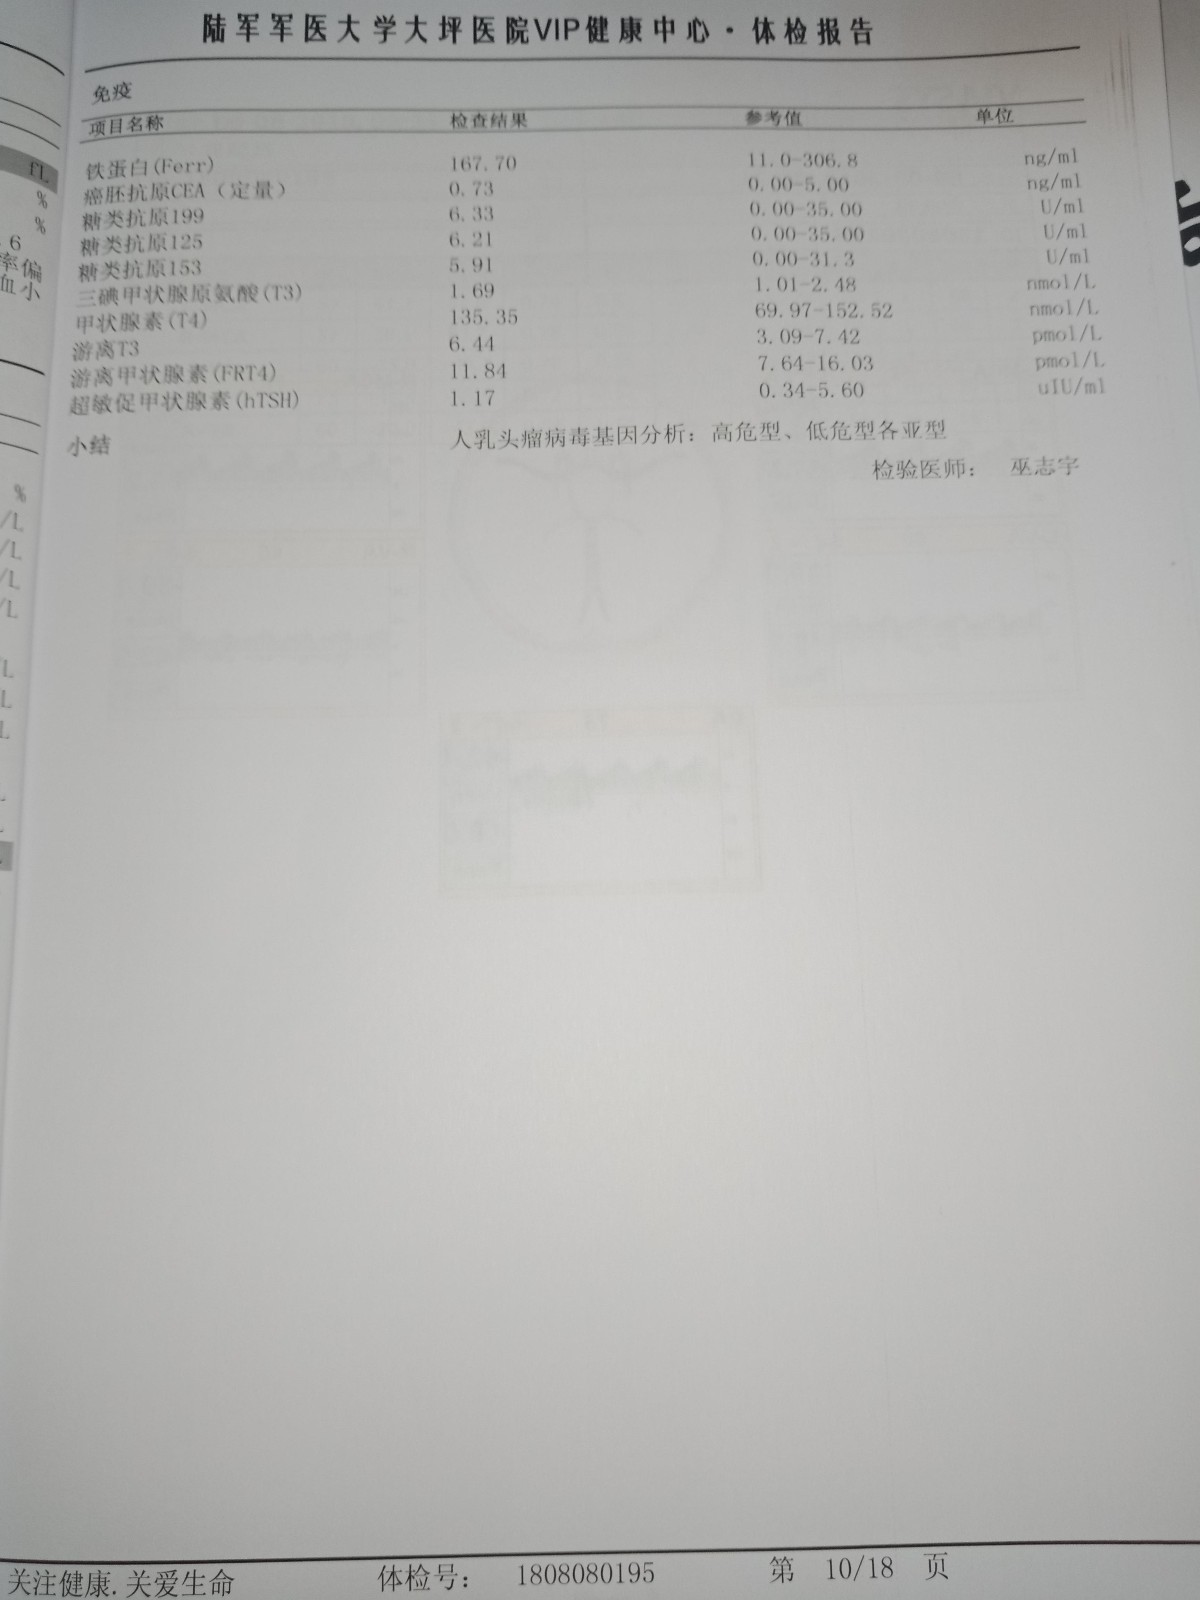 陆军军医大学大坪医院VIP健康中心·体检报告
免疫
项目名称 检查结果 参考值 单位
铁蛋白(Ferr) 167.70 11.0-306.8 ng/ml
癌胚抗原CEA（定量） 0.73 0.00-5.00 ng/ml
糖类抗原199 6.33 0.00-35.00 U/ml
糖类抗原125 6.21 0.00-35.00 U/ml
糖类抗原153 5.91 0.00-31.3 U/ml
三碘甲状腺原氨酸(T3) 1.69 1.01-2.48 nmol/L
甲状腺素(T4) 135.35 69.97-152.52 nmol/L
游离T3 6.44 3.09-7.42 pmol/L
游离甲状腺素(FRT4) 11.84 7.64-16.03 pmol/L
超敏促甲状腺素(hTSH) 1.17 0.34-5.60 uIU/ml
小结 人乳头瘤病毒基因分析：高危型、低危型各亚型
检验医师： 巫志宇
关注健康.关爱生命 体检号： 1808080195 第 10/18 页
fL
%
%
6
率偏
血小
%
/L
/L
/L
/L
L
L
L